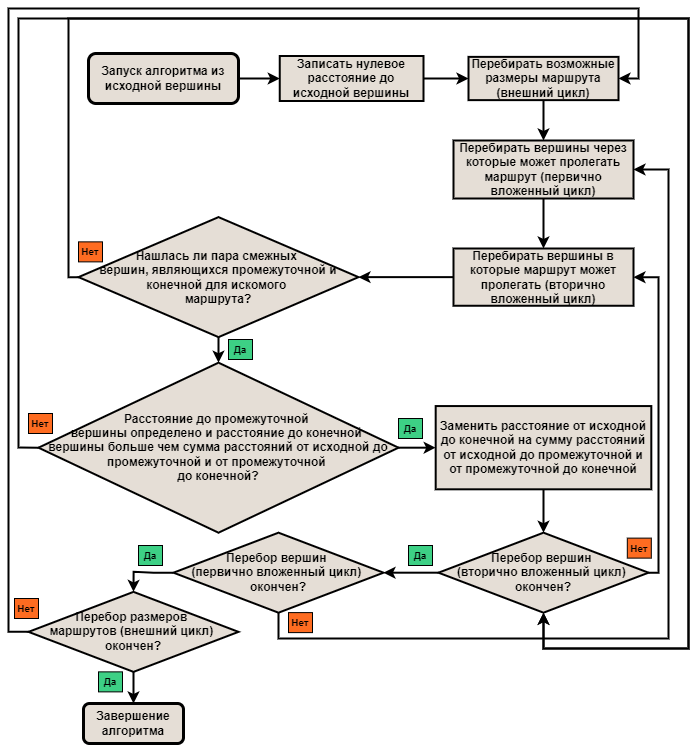 Запуск алгоритма из
исходной вершины
Записать нулевое
расстояние до
исходной вершины
Перебирать возможные
размеры маршрута
(внешний цикл)
Перебирать вершины через
которые может пролегать
маршрут (первично
вложенный цикл)
Перебирать вершины в
которые маршрут может
пролегать (вторично
вложенный цикл)
Нет
Нашлась ли пара смежных
вершин, являющихся промежуточной и
конечной для искомого
маршрута?
Да
Нет
Расстояние до промежуточной
вершины определено и расстояние до конечной
вершины больше чем сумма расстояний от исходной до
промежуточной и от промежуточной
до конечной?
Да
Заменить расстояние от исходной
до конечной на сумму расстояний
от исходной до промежуточной и
от промежуточной до конечной
Нет
Перебор вершин
(вторично вложенный цикл)
окончен?
Да
Перебор вершин
(первично вложенный цикл)
окончен?
Да
Нет
Нет
Перебор размеров
маршрутов (внешний цикл)
окончен?
Да
Завершение
алгоритма